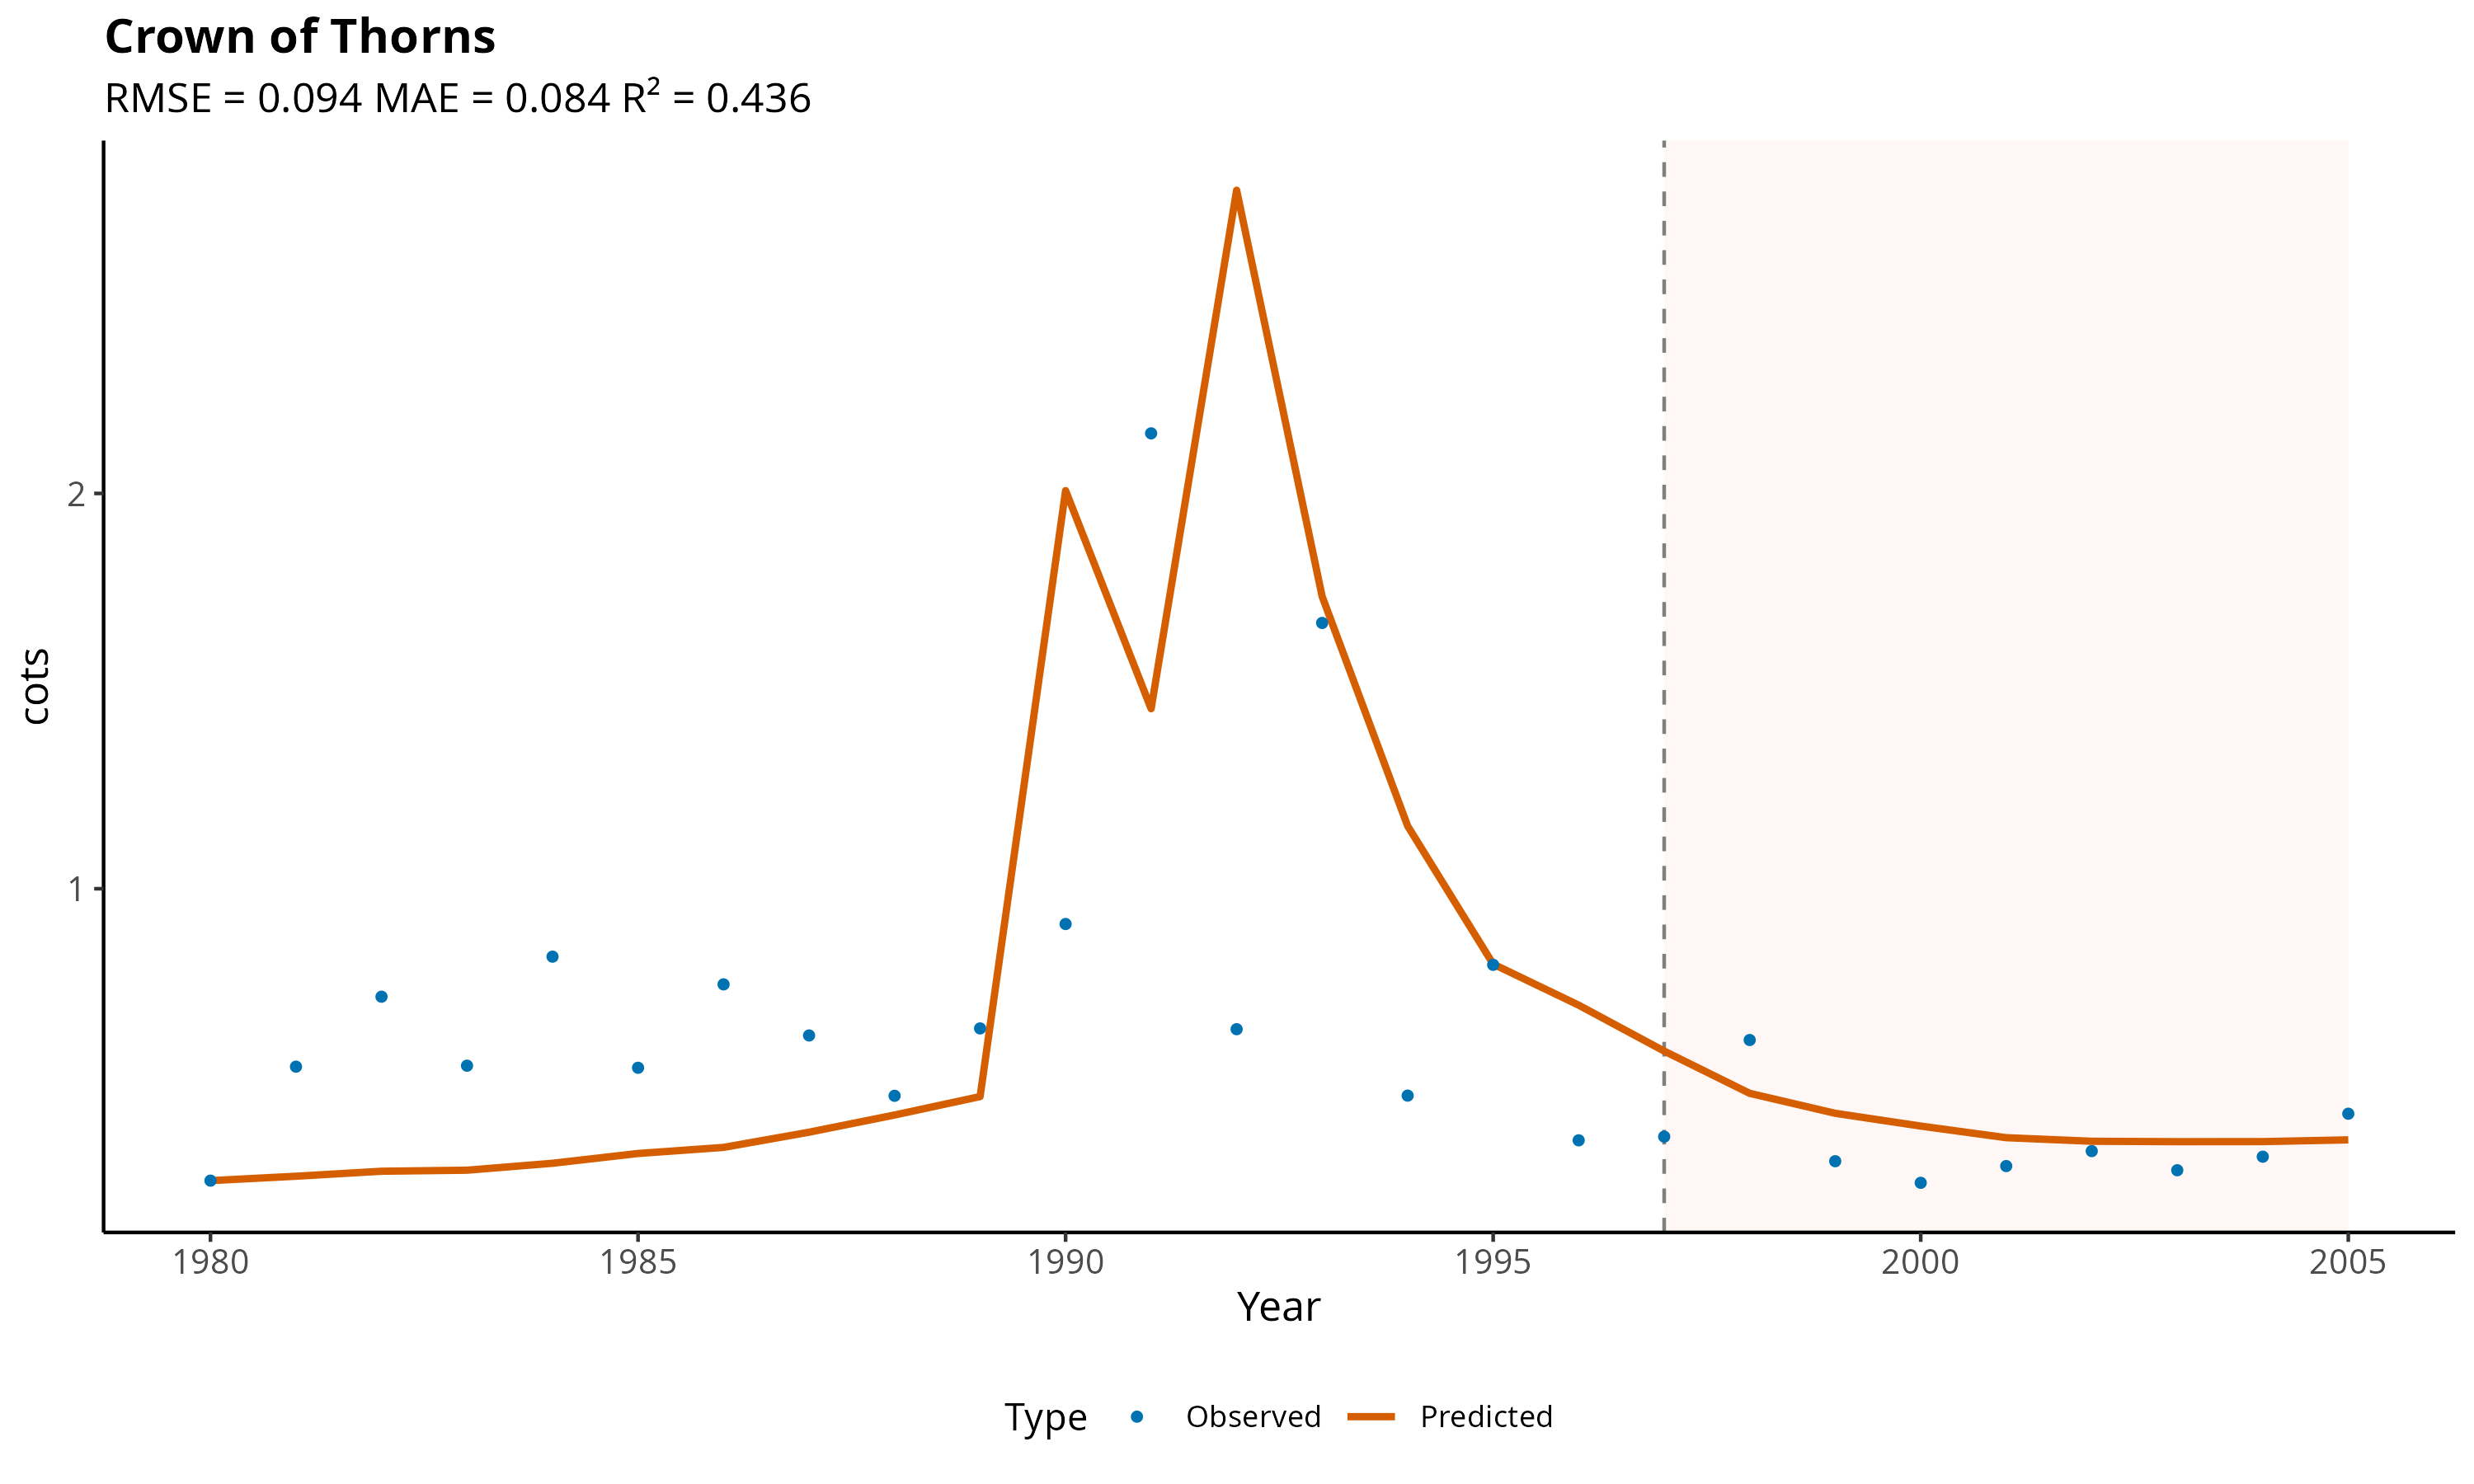 Crown of Thorns
RMSE = 0.094 MAE = 0.084 R² = 0.436
cots
2
1
1980 1985 1990 1995 2000 2005
Year
Type Observed Predicted